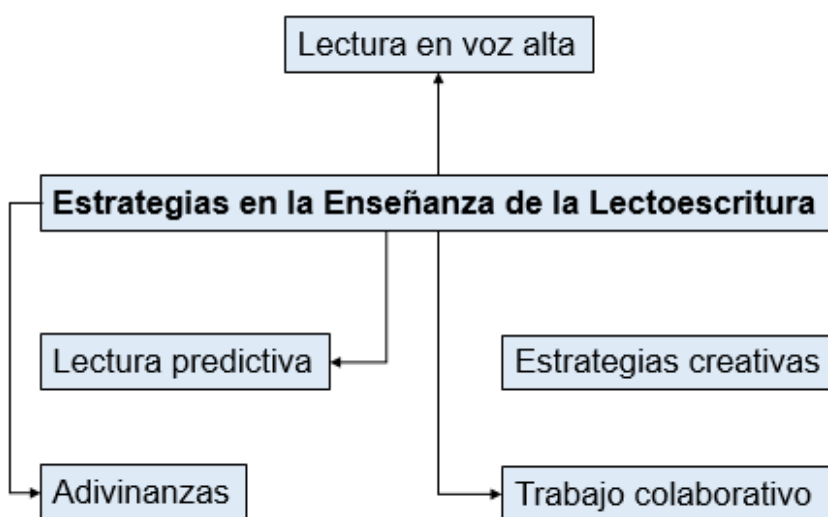 Lectura en voz alta
Estrategias en la Enseñanza de la Lectoescritura
Lectura predictiva
Estrategias creativas
Adivinanzas
Trabajo colaborativo